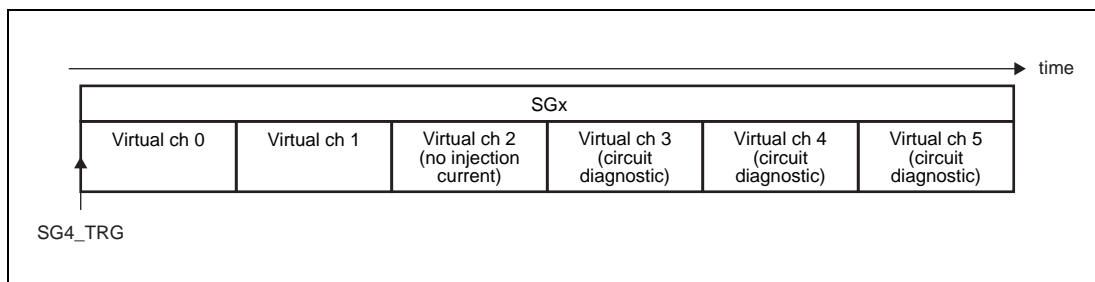 time
SGx
Virtual ch 0
Virtual ch 1
Virtual ch 2
(no injection
current)
Virtual ch 3
(circuit
diagnostic)
Virtual ch 4
(circuit
diagnostic)
Virtual ch 5
(circuit
diagnostic)
SG4_TRG